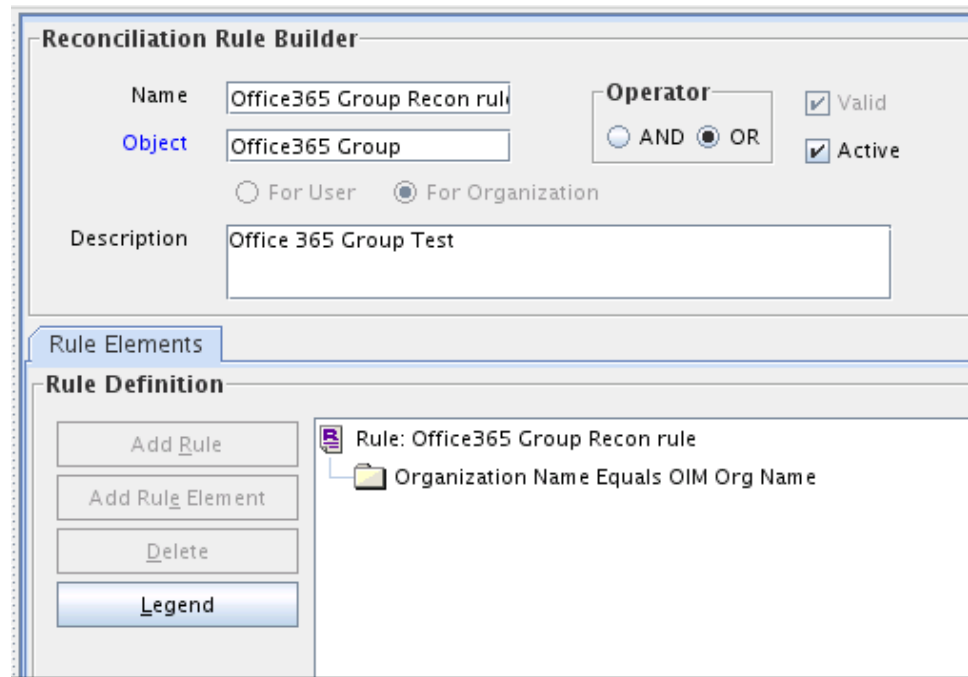 Reconciliation Rule Builder
Name
Office365 Group Recon rul
Operator
Valid
Object
Office365 Group
AND
OR
Active
For User
For Organization
Description
Office 365 Group Test
Rule Elements
Rule Definition
Add Rule
Rule: Office365 Group Recon rule
Organization Name Equals OIM Org Name
Add Rule Element
Delete
Legend